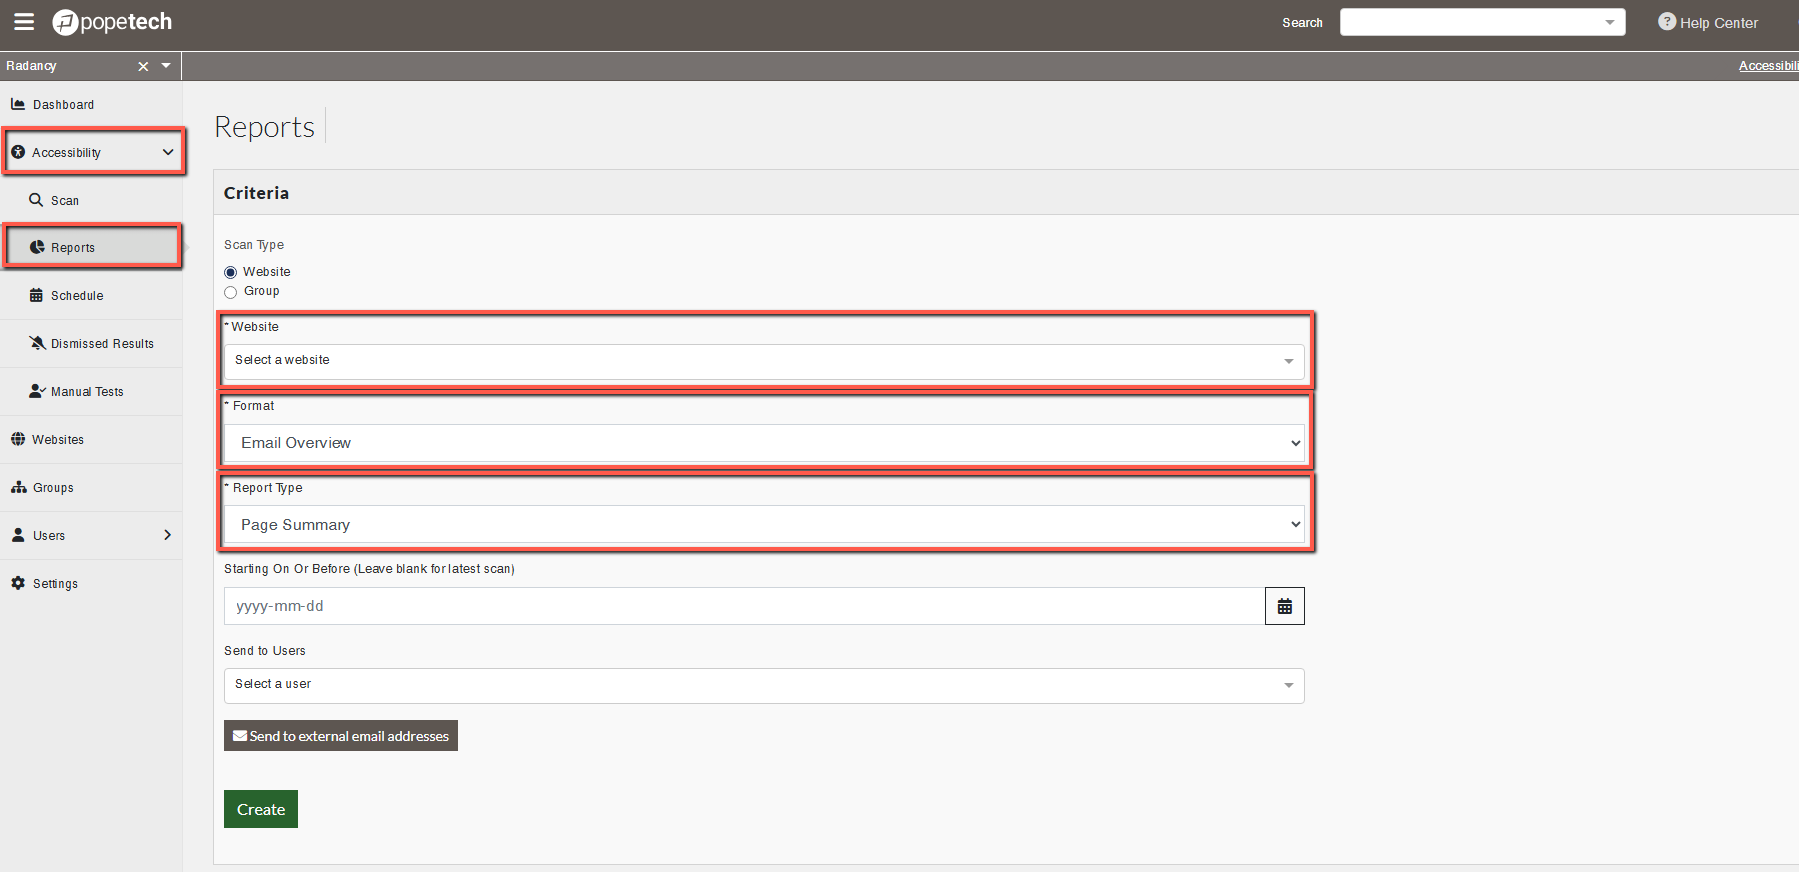 popetech
Search
Help Center
Radancy
Accessibili
Dashboard
Accessibility
Scan
Reports
Schedule
Dismissed Results
Manual Tests
Websites
Groups
Users
Settings
Reports
Criteria
Scan Type
Website
Group
* Website
Select a website
* Format
Email Overview
* Report Type
Page Summary
Starting On Or Before (Leave blank for latest scan)
yyyy-mm-dd
Send to Users
Select a user
Send to external email addresses
Create